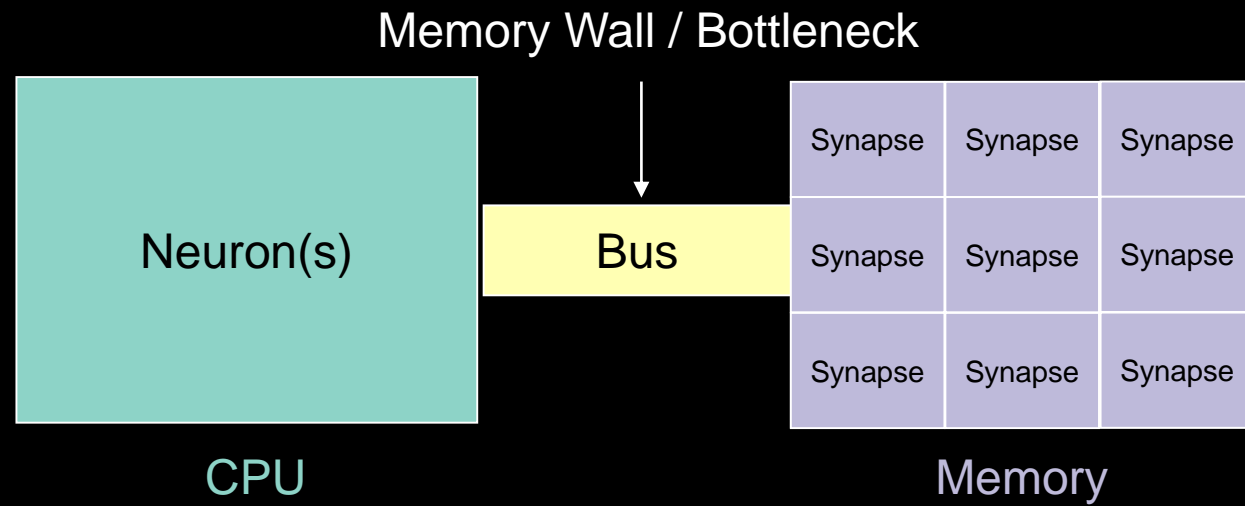 Memory Wall / Bottleneck
Synapse Synapse Synapse
Neuron(s) Bus Synapse Synapse Synapse
Synapse Synapse Synapse
CPU Memory